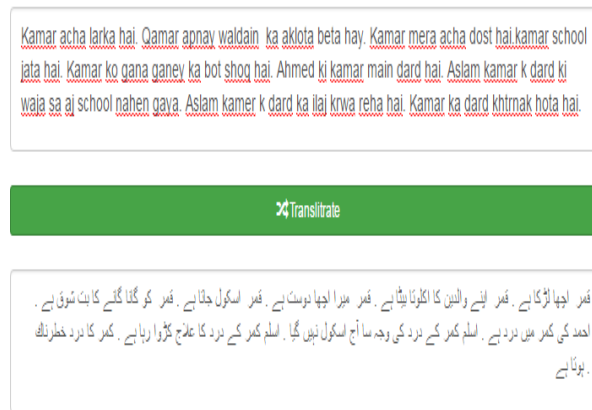 Kamar acha larka hai. Qamar apnay waldain ka aklota beta hay. Kamar mera acha dost hai.kamar school
jata hai. Kamar ko gana ganey ka bot shoq hai. Ahmed ki kamar main dard hai. Aslam kamar k dard ki
waja sa aj school nahen gaya. Aslam kamer k dard ka ilaj krwa reha hai. Kamar ka dard khtrnak hota hai.
Translitrate
قمر اچھا لڑکا ہے . قمر اپنے والدین کا اکلوتا بیٹا ہے . قمر میرا اچھا دوست ہے . قمر اسکول جاتا ہے . قمر کو گانا گانے کا بت شوق ہے .
احمد کی کمر میں درد ہے . اسلم کمر کے درد کی وجہ سا آج اسکول نہیں گیا . اسلم کمر کے درد کا علاج کڑوا رہا ہے . کمر کا درد خطرناک
ہوتا ہے .